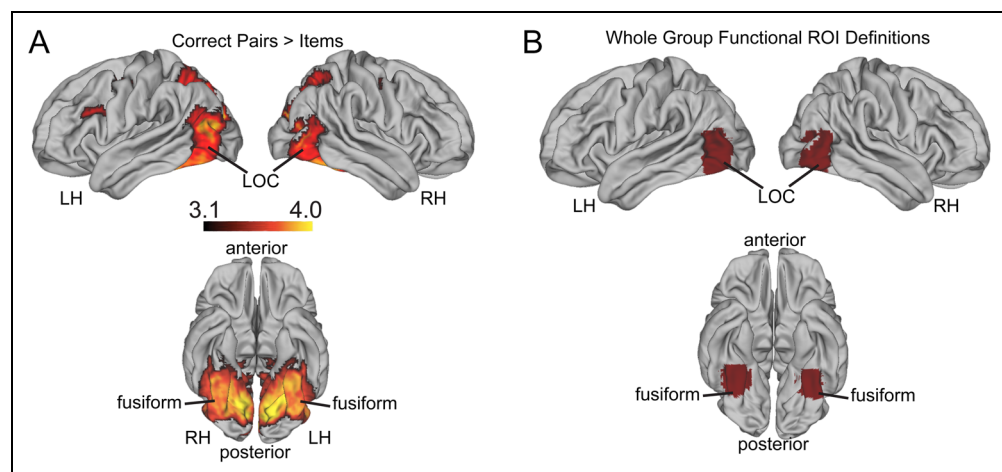 A
Correct Pairs > Items
LOC
LH
RH
3.1 4.0
anterior
fusiform
fusiform
RH
LH
posterior
B
Whole Group Functional ROI Definitions
LOC
LH
RH
anterior
fusiform
fusiform
posterior